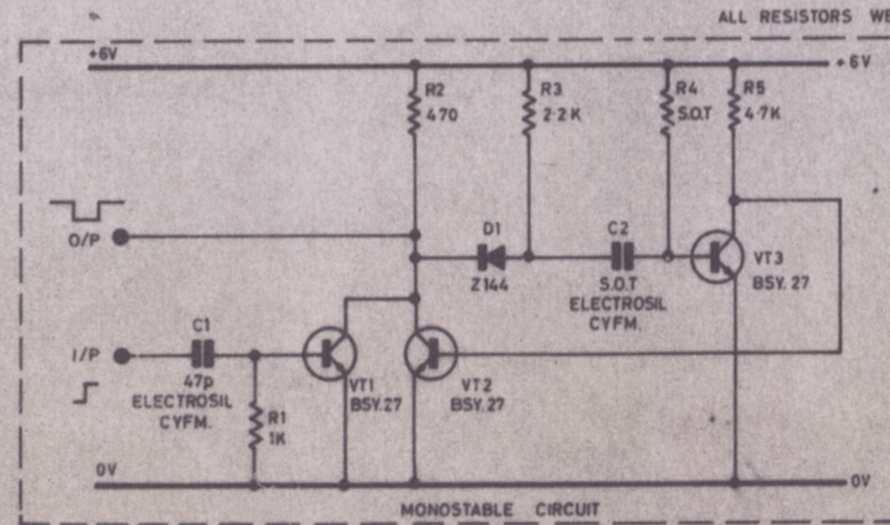 ALL RESISTORS WE
+6V
+6V
R2
470
R3
2·2K
R4
S.O.T
R5
4·7K
O/P
D1
Z144
C2
S.O.T
ELECTROSIL
CYFM.
VT3
BSY.27
I/P
C1
47p
ELECTROSIL
CYFM.
R1
1K
VT1
BSY.27
VT2
BSY.27
0V
0V
MONOSTABLE CIRCUIT